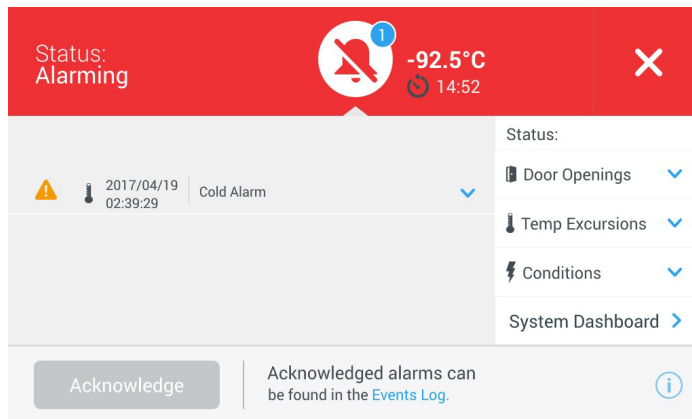 Status:
Alarming
1
-92.5°C
14:52
Status:
2017/04/19
02:39:29
Cold Alarm
Door Openings
Temp Excursions
Conditions
System Dashboard
Acknowledge
Acknowledged alarms can
be found in the Events Log.